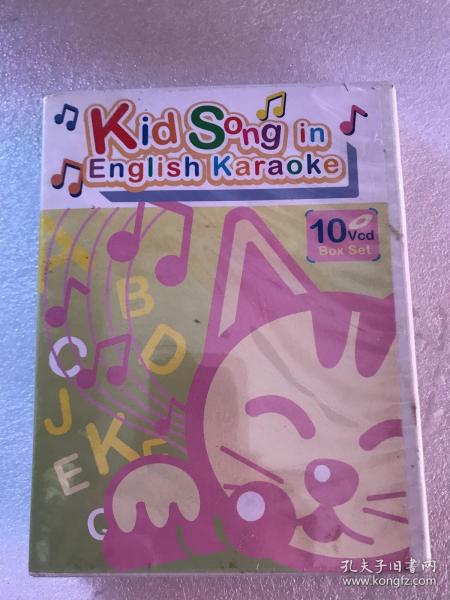 Kid Song in
English Karaoke
10 Vcd
Box Set
B
C
D
J
K
E
孔夫子旧书网
www.kongfz.com